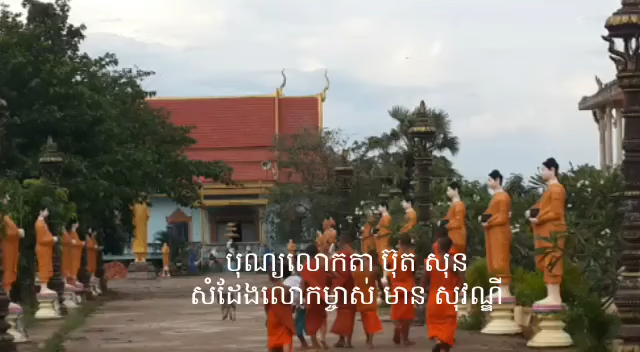 បុណ្យលោកតា ប៊ុត សុន
សំដែងលោកម្ចាស់ មាន សុវណ្ឌី